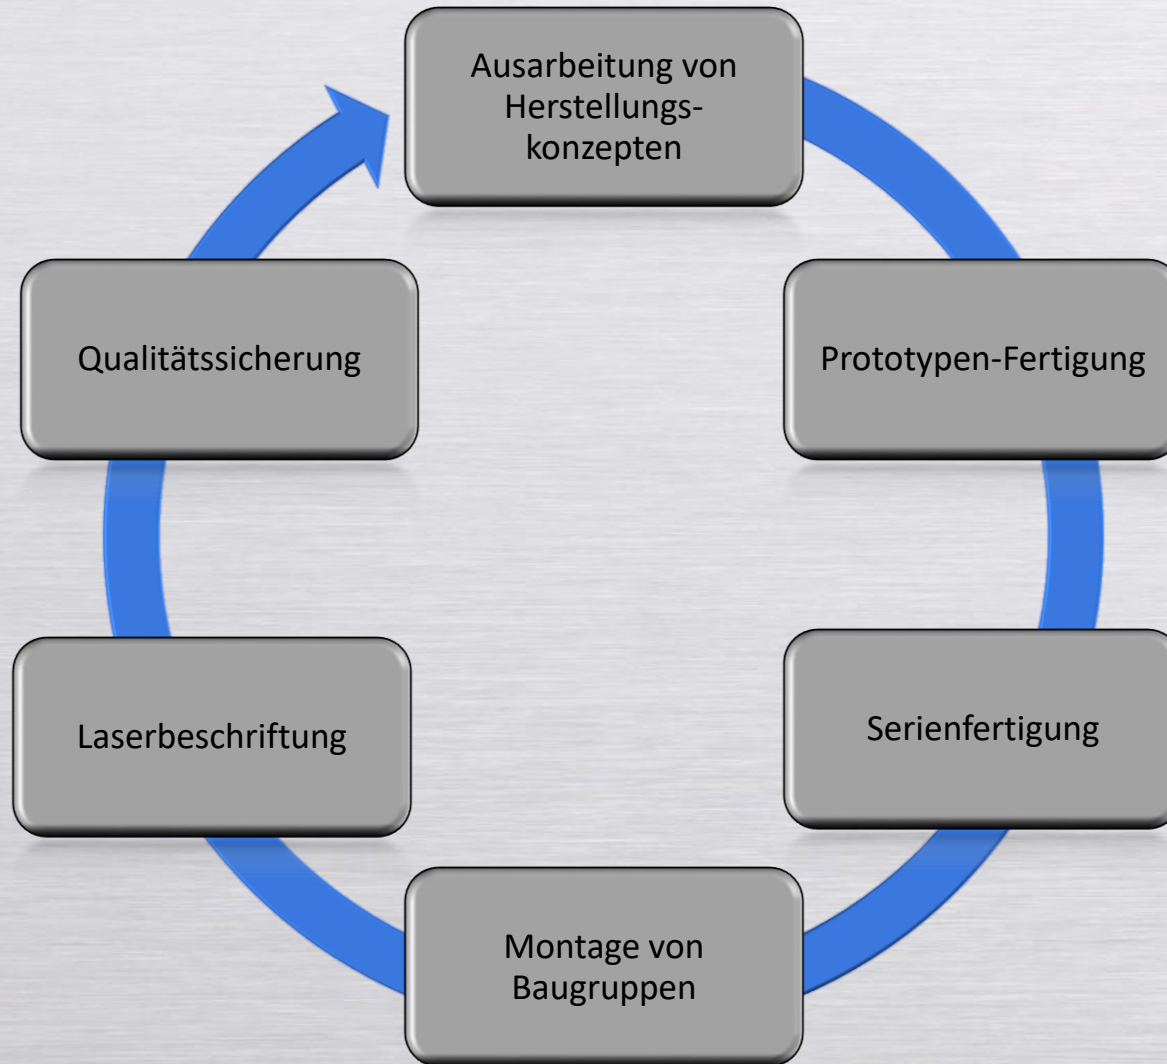 Ausarbeitung von
Herstellungs-
konzepten
Prototypen-Fertigung
Serienfertigung
Montage von
Baugruppen
Laserbeschriftung
Qualitätssicherung